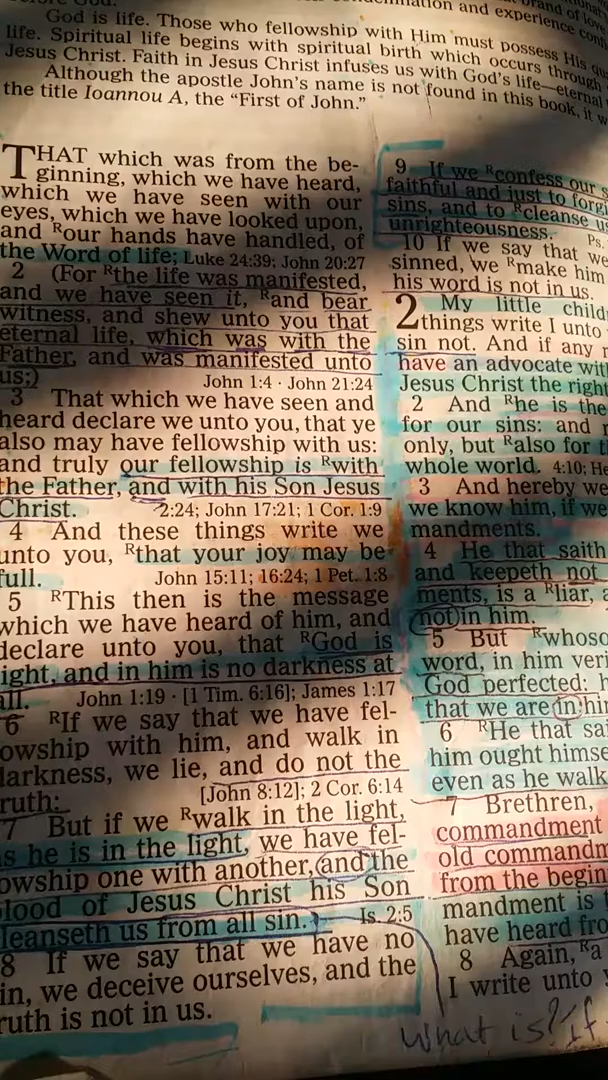 God is life. Those who fellowship with Him must possess His
life. Spiritual life begins with spiritual birth which occurs through
Jesus Christ. Faith in Jesus Christ infuses us with God's life—eternal
Although the apostle John's name is not found in this book, it
the title Ioannou A, the "First of John."
THAT which was from the be-
ginning, which we have heard,
which we have seen with our
eyes, which we have looked upon,
and Rour hands have handled, of
the Word of life; Luke 24:39; John 20:27
2 (For Rthe life was manifested,
and we have seen it, Rand bear
witness, and shew unto you that
eternal life, which was with the
Father, and was manifested unto
us;) John 1:4 · John 21:24
3 That which we have seen and
heard declare we unto you, that ye
also may have fellowship with us:
and truly our fellowship is Rwith
the Father, and with his Son Jesus
Christ. 2:24; John 17:21; 1 Cor. 1:9
4 And these things write we
unto you, Rthat your joy may be
full. John 15:11; 16:24; 1 Pet. 1:8
5 RThis then is the message
which we have heard of him, and
declare unto you, that RGod is
ight, and in him is no darkness at
all. John 1:19 · [1 Tim. 6:16]; James 1:17
6 RIf we say that we have fel-
owship with him, and walk in
darkness, we lie, and do not the
ruth: [John 8:12]; 2 Cor. 6:14
7 But if we Rwalk in the light,
as he is in the light, we have fel-
owship one with another, and the
lood of Jesus Christ his Son
leanseth us from all sin. Is. 2:5
8 If we say that we have no
in, we deceive ourselves, and the
ruth is not in us.
9 If we Rconfess our s
faithful and just to forgi
sins, and to Rcleanse us
unrighteousness. Ps.
10 If we say that we
sinned, we Rmake him
his word is not in us.
2 My little child
things write I unto
sin not. And if any
have an advocate wit
Jesus Christ the right
2 And Rhe is the
for our sins: and
only, but Ralso for t
whole world. 4:10; He
3 And hereby we
we know him, if we
mandments.
4 He that saith
and keepeth not
ments, is a Rliar, a
not in him.
5 But Rwhoso
word, in him veri
God perfected: h
that we are in hi
6 RHe that sa
him ought himse
even as he walk
7 Brethren,
commandment
old commandm
from the begin
mandment is
have heard fro
8 Again, Ra
I write unto
What is? if